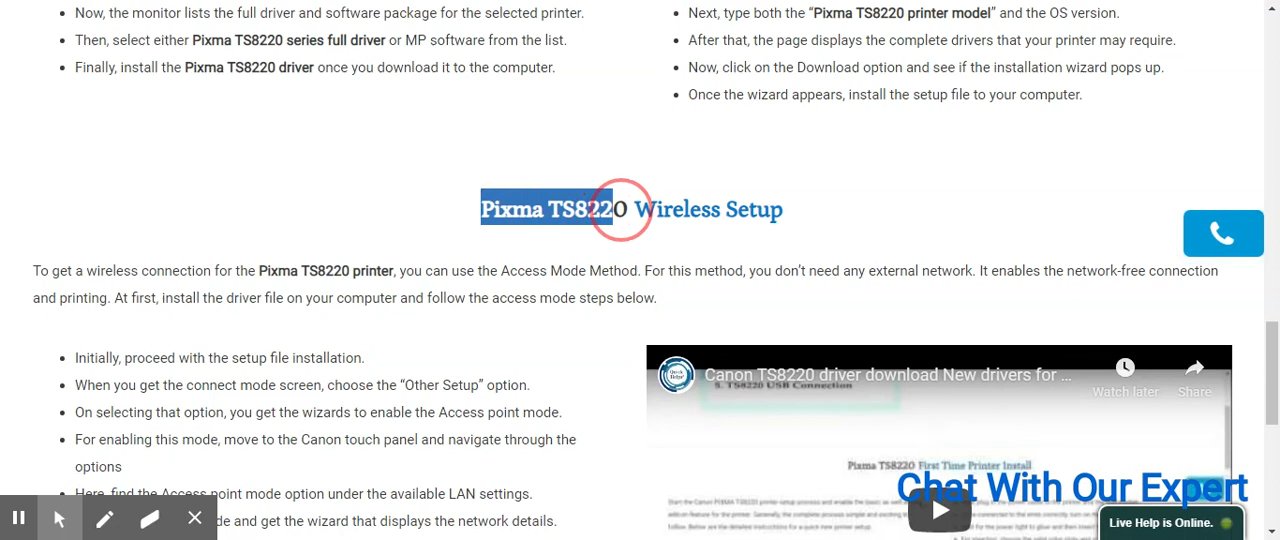 Now, the monitor lists the full driver and software package for the selected printer.
Then, select either Pixma TS8220 series full driver or MP software from the list.
Finally, install the Pixma TS8220 driver once you download it to the computer.
Next, type both the “Pixma TS8220 printer model” and the OS version.
After that, the page displays the complete drivers that your printer may require.
Now, click on the Download option and see if the installation wizard pops up.
Once the wizard appears, install the setup file to your computer.
Pixma TS8220 Wireless Setup
To get a wireless connection for the Pixma TS8220 printer, you can use the Access Mode Method. For this method, you don’t need any external network. It enables the network-free connection
and printing. At first, install the driver file on your computer and follow the access mode steps below.
Initially, proceed with the setup file installation.
When you get the connect mode screen, choose the “Other Setup” option.
On selecting that option, you get the wizards to enable the Access point mode.
For enabling this mode, move to the Canon touch panel and navigate through the
options
Here, find the Access point mode option under the available LAN settings.
de and get the wizard that displays the network details.
Canon TS8220 driver download New drivers for ...
Watch later
Share
5. TS8220 USB Connection
Pixma TS8220 First Time Printer Install
Chat With Our Expert
Live Help is Online.